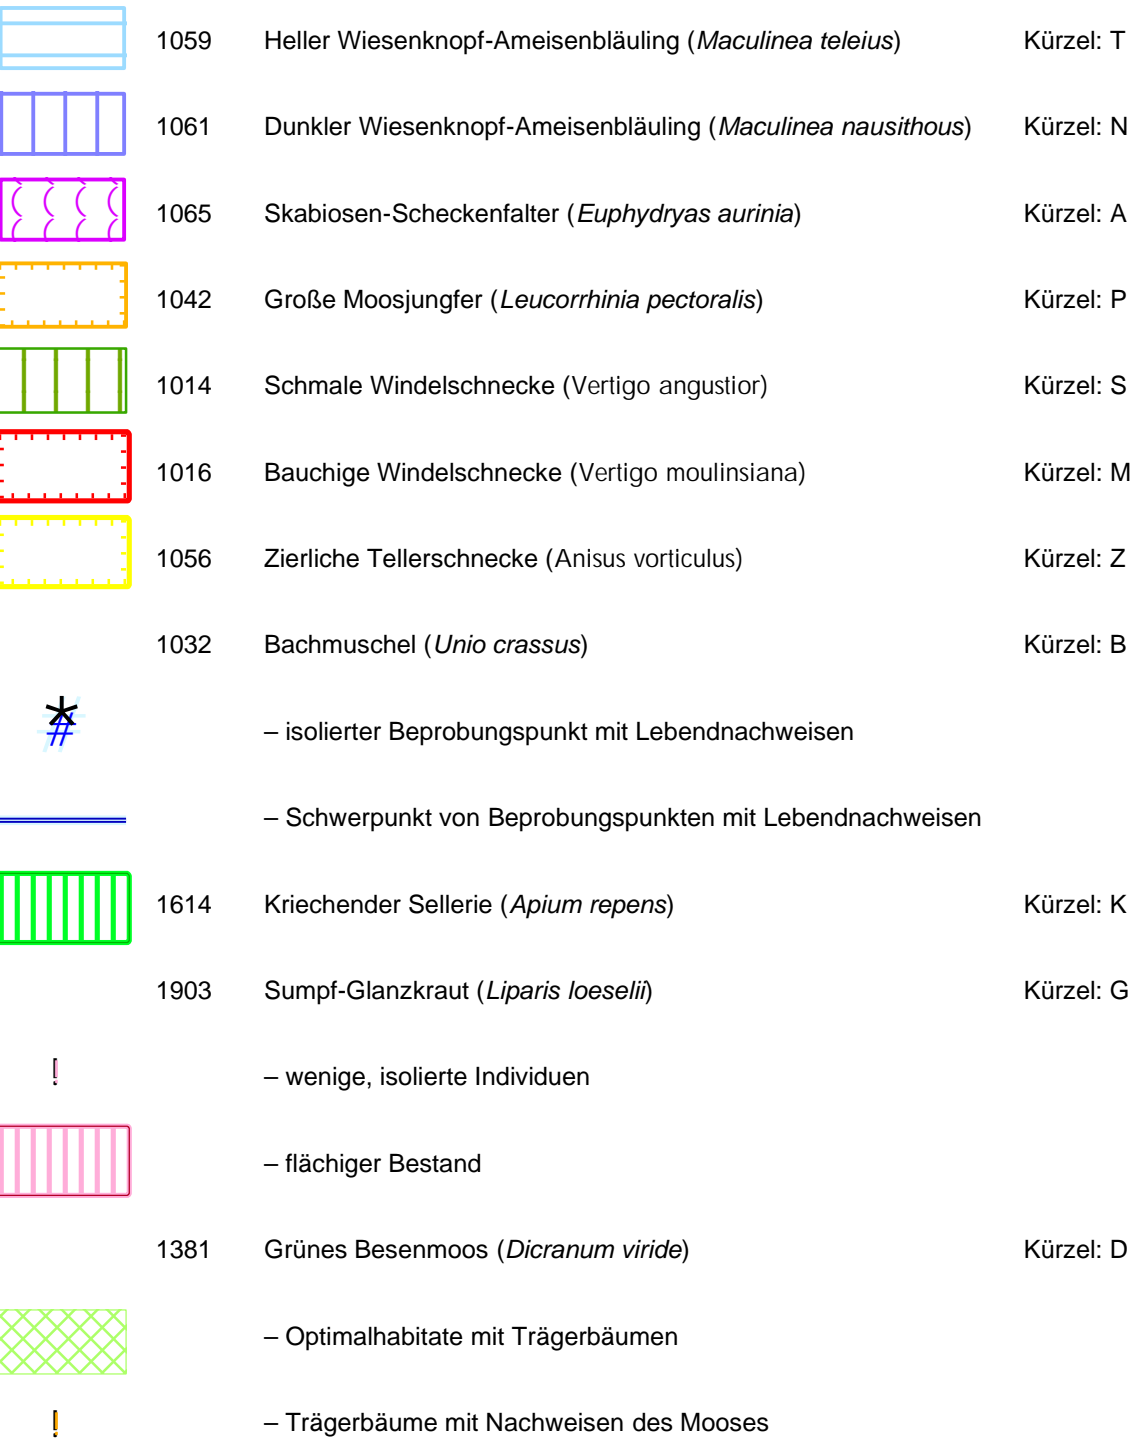 1059 Heller Wiesenknopf-Ameisenbläuling (Maculinea teleius) Kürzel: T
1061 Dunkler Wiesenknopf-Ameisenbläuling (Maculinea nausithous) Kürzel: N
1065 Skabiosen-Scheckenfalter (Euphydryas aurinia) Kürzel: A
1042 Große Moosjungfer (Leucorrhinia pectoralis) Kürzel: P
1014 Schmale Windelschnecke (Vertigo angustior) Kürzel: S
1016 Bauchige Windelschnecke (Vertigo moulinsiana) Kürzel: M
1056 Zierliche Tellerschnecke (Anisus vorticulus) Kürzel: Z
1032 Bachmuschel (Unio crassus) Kürzel: B
– isolierter Beprobungspunkt mit Lebendnachweisen
– Schwerpunkt von Beprobungspunkten mit Lebendnachweisen
1614 Kriechender Sellerie (Apium repens) Kürzel: K
1903 Sumpf-Glanzkraut (Liparis loeselii) Kürzel: G
– wenige, isolierte Individuen
– flächiger Bestand
1381 Grünes Besenmoos (Dicranum viride) Kürzel: D
– Optimalhabitate mit Trägerbäumen
– Trägerbäume mit Nachweisen des Mooses